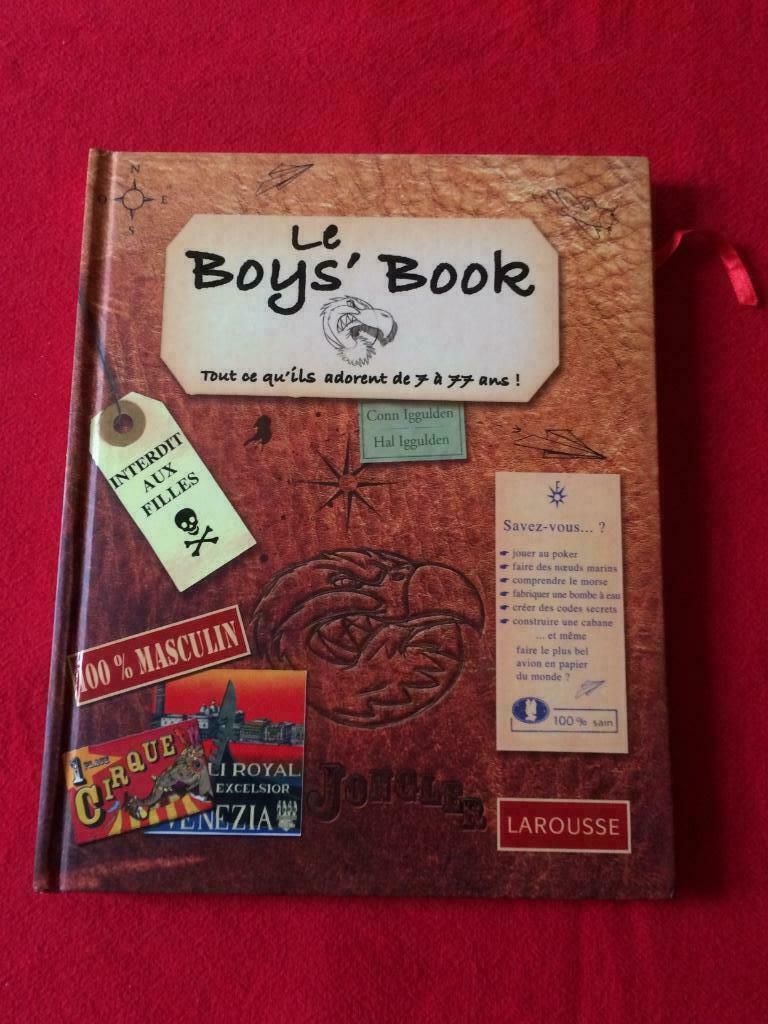 N
O E
S
Le
Boys' Book
Tout ce qu'ils adorent de 7 à 77 ans !
Conn Iggulden
Hal Iggulden
INTERDIT
AUX
FILLES
Savez-vous... ?
jouer au poker
faire des nœuds marins
comprendre le morse
fabriquer une bombe à eau
créer des codes secrets
construire une cabane
... et même
faire le plus bel
avion en papier
du monde ?
100% sain
100 % MASCULIN
1 PLACE
CIRQUE
LI ROYAL
EXCELSIOR
VENEZIA
JONGLER
LAROUSSE